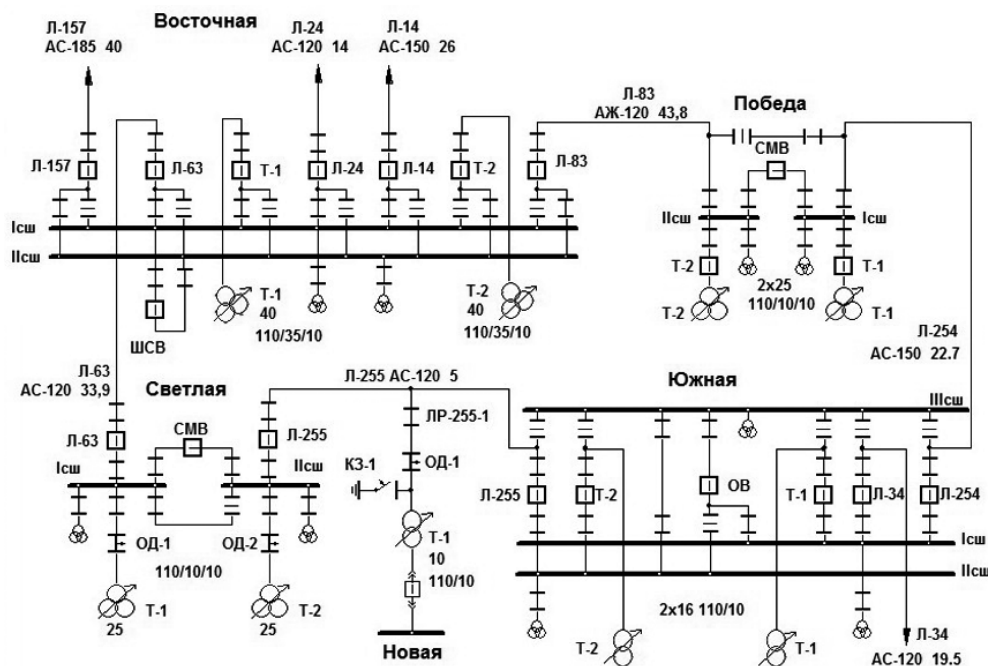 Восточная
Л-157
АС-185 40
Л-24
АС-120 14
Л-14
АС-150 26
Л-83
АЖ-120 43,8
Победа
СМВ
Л-157
Л-63
Т-1
Л-24
Л-14
Т-2
Л-83
Iсш
IIсш
IIсш
Iсш
Т-2
Т-1
2x25
110/10/10
Т-2
Т-1
ШСВ
Т-1
40
110/35/10
Т-2
40
110/35/10
Л-254
АС-150 22.7
Л-63
АС-120 33,9
Светлая
Л-255 АС-120 5
Южная
IIIсш
Л-63
СМВ
Л-255
ЛР-255-1
КЗ-1
ОД-1
Iсш
IIсш
Л-255
Т-2
ОВ
Т-1
Л-34
Л-254
ОД-1
ОД-2
110/10/10
Т-1
10
110/10
Iсш
IIсш
Т-1
25
Т-2
25
2x16 110/10
Т-2
Т-1
Л-34
АС-120 19.5
Новая